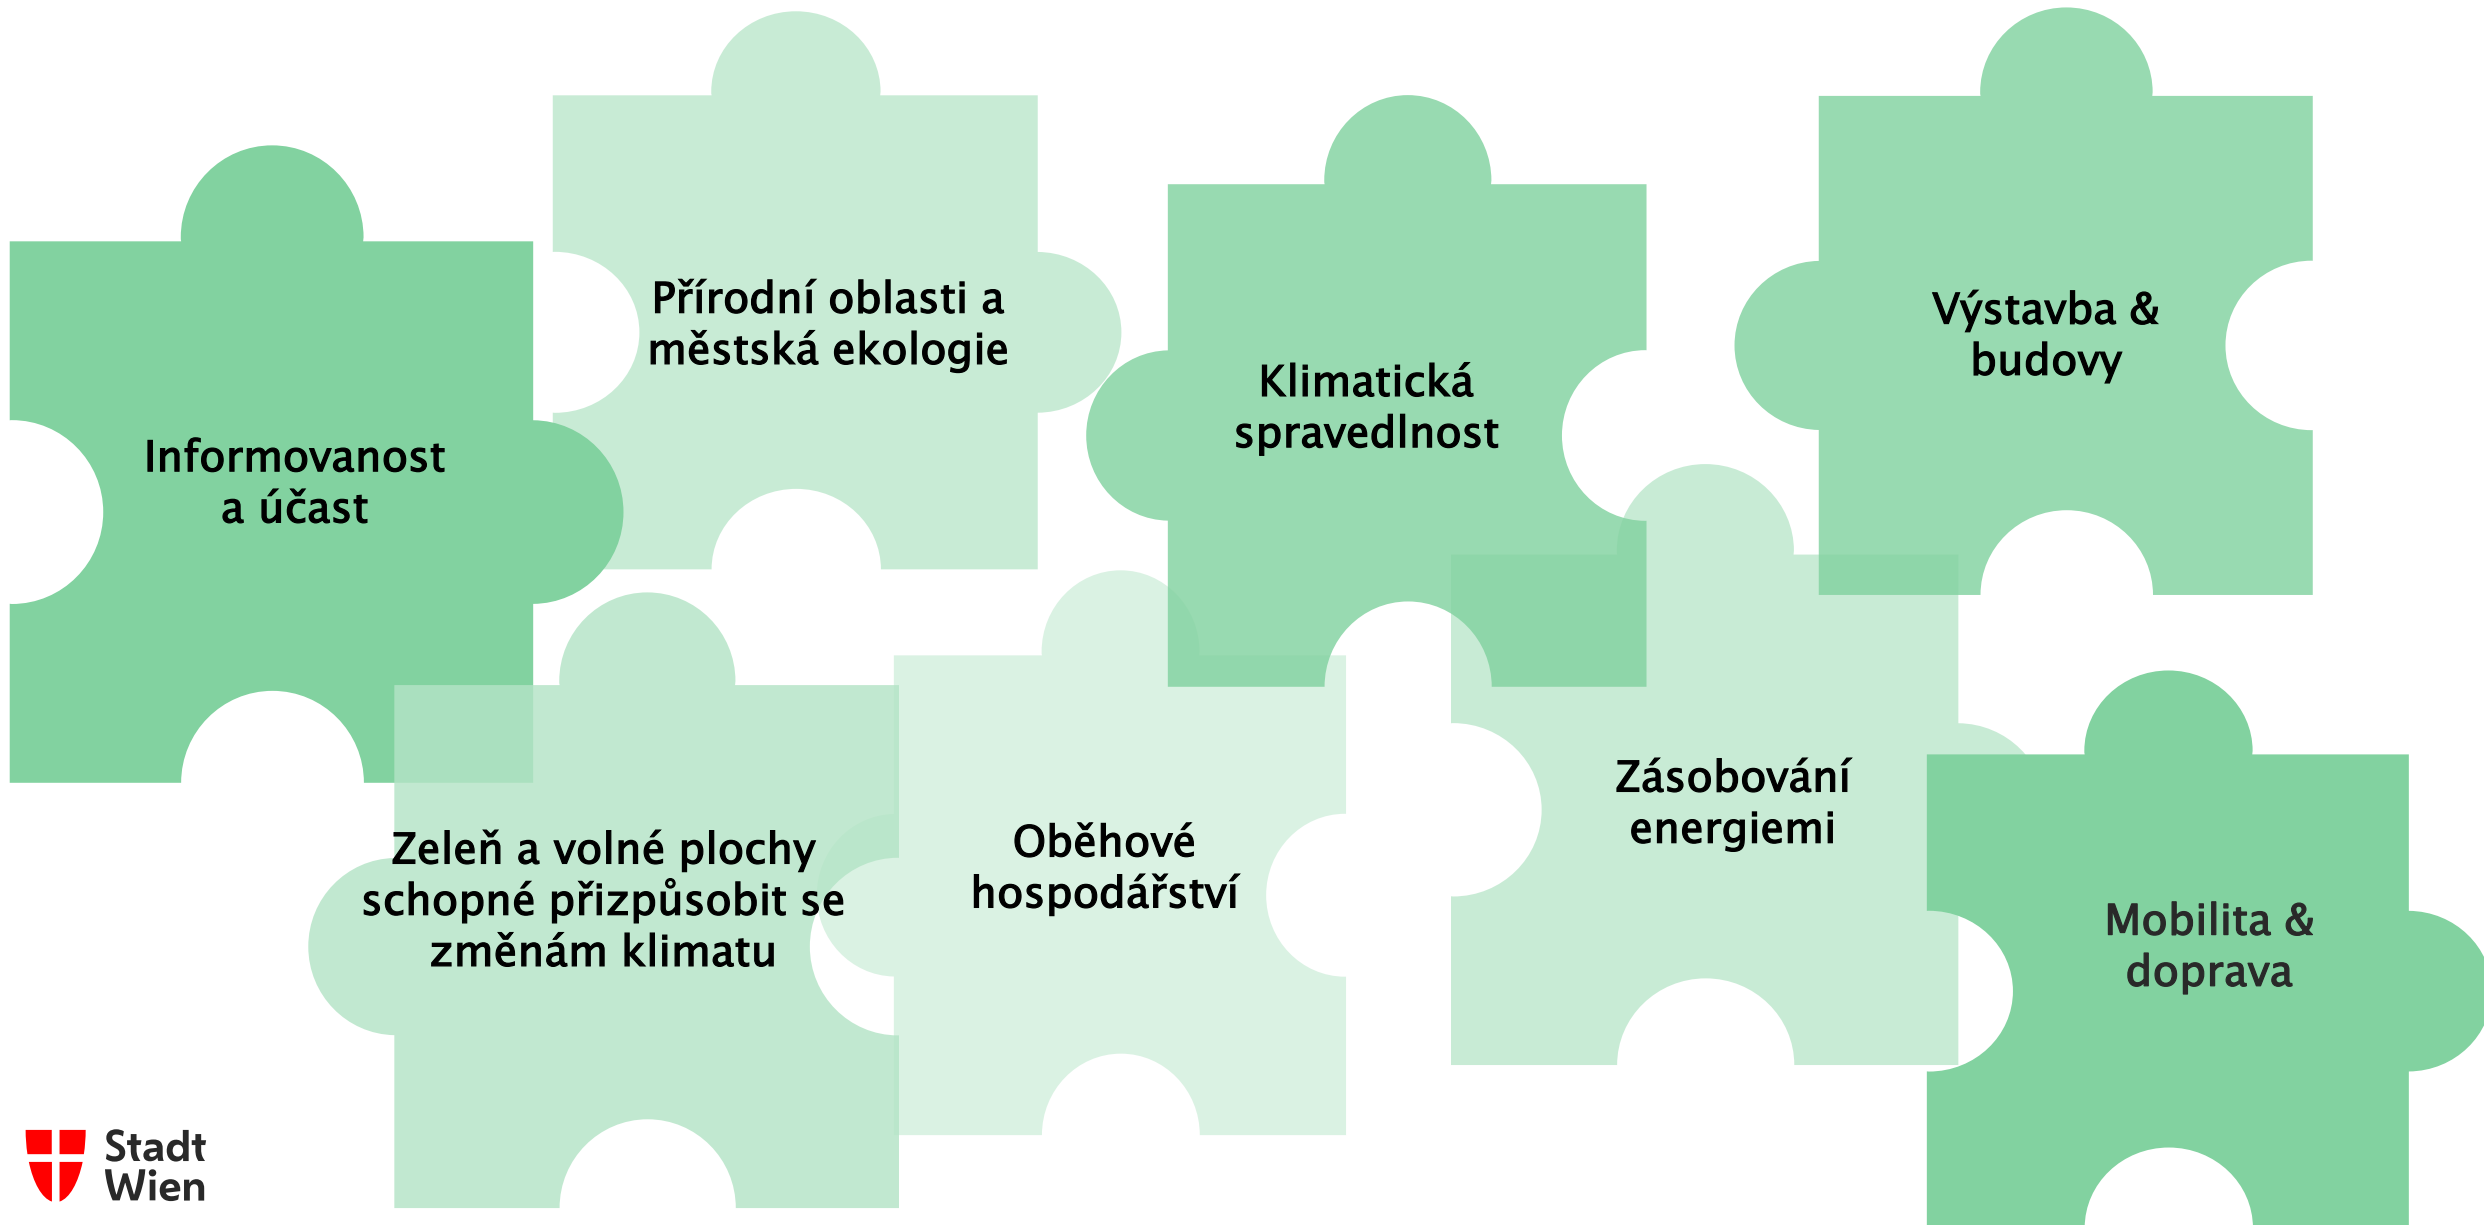 Informovanost
a účast
Přírodní oblasti a
městská ekologie
Klimatická
spravedlnost
Výstavba &
budovy
Zeleň a volné plochy
schopné přizpůsobit se
změnám klimatu
Oběhové
hospodářství
Zásobování
energiemi
Mobilita &
doprava
Stadt
Wien